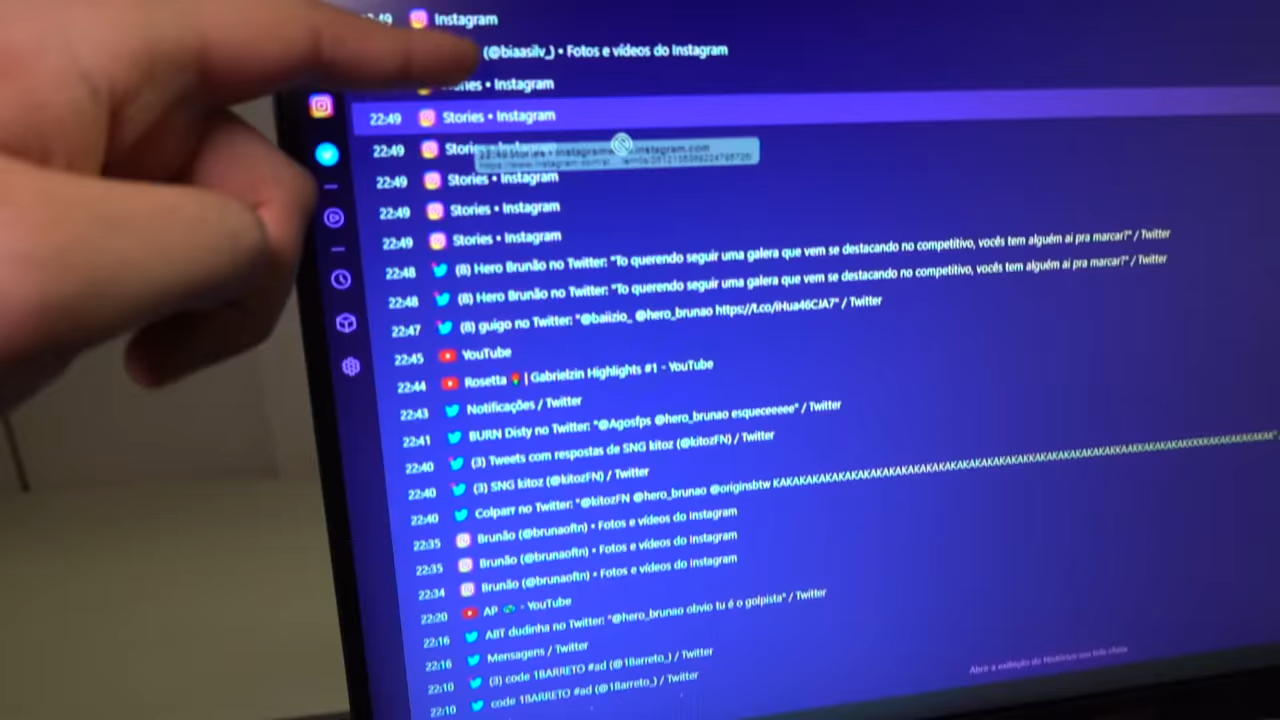 22:49 Instagram
(@biaasilv_) • Fotos e vídeos do Instagram
Stories • Instagram
22:49 Stories • Instagram
22:49
22:49 Stories • Instagram
22:49 Stories • Instagram
22:49 Stories • Instagram
22:48 (8) Hero Brunão no Twitter: "To querendo seguir uma galera que vem se destacando no competitivo, vocês tem alguém ai pra marcar?" / Twitter
22:48 (8) Hero Brunão no Twitter: "To querendo seguir uma galera que vem se destacando no competitivo, vocês tem alguém ai pra marcar?" / Twitter
22:47 (8) guigo no Twitter: "@baiizio_ @hero_brunao https://t.co/iHua46CJA7" / Twitter
22:45 YouTube
22:44 Rosetta 🌹 | Gabrielzin Highlights #1 - YouTube
22:43 Notificações / Twitter
22:41 BURN Disty no Twitter: "@Agosfps @hero_brunao esqueceeeee" / Twitter
22:40 (3) Tweets com respostas de SNG kitoz (@kitozFN) / Twitter
22:40 (3) SNG kitoz (@kitozFN) / Twitter
22:40 Colparr no Twitter: "@kitozFN @hero_brunao @originsbtw
22:35 Brunão (@brunaoftn) • Fotos e vídeos do Instagram
22:35 Brunão (@brunaoftn) • Fotos e vídeos do Instagram
22:34 Brunão (@brunaoftn) • Fotos e vídeos do Instagram
22:20 AP - YouTube
22:16 ABT dudinha no Twitter: "@hero_brunao obvio tu é o golpista" / Twitter
22:16 Mensagens / Twitter
22:10 (3) code 1BARRETO #ad (@1Barreto_) / Twitter
22:10 code 1BARRETO #ad (@1Barreto_) / Twitter
Abrir a exibição do Histórico em tela cheia